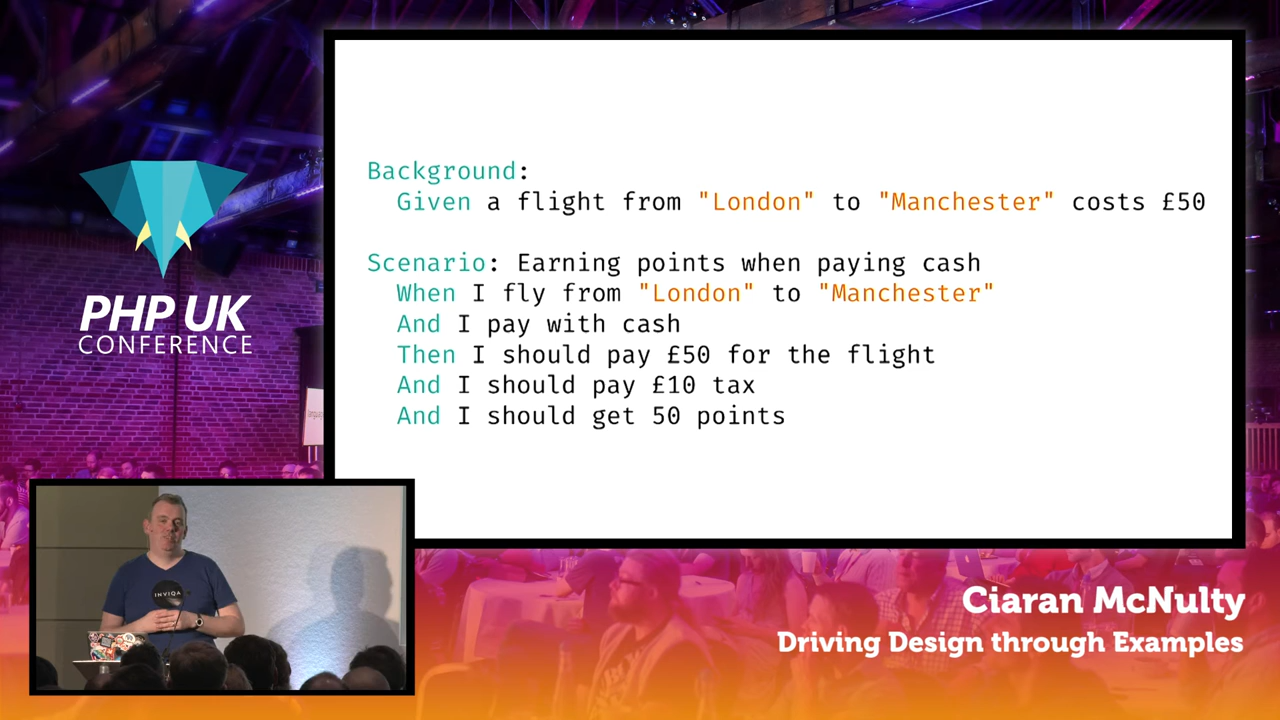 Background:
Given a flight from "London" to "Manchester" costs £50
Scenario: Earning points when paying cash
When I fly from "London" to "Manchester"
And I pay with cash
Then I should pay £50 for the flight
And I should pay £10 tax
And I should get 50 points
PHP UK
CONFERENCE
INVIQA
Ciaran McNulty
Driving Design through Examples